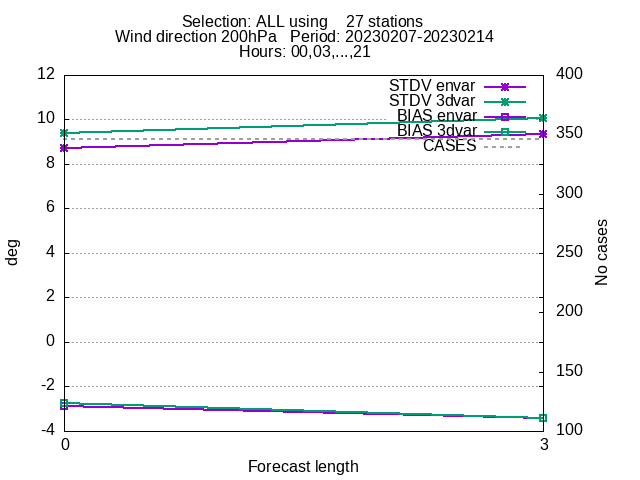 Selection: ALL using    27 stations
Wind direction 200hPa   Period: 20230207-20230214
Hours: 00,03,...,21
12
10
8
6
4
2
0
-2
-4
deg
STDV envar
STDV 3dvar
BIAS envar
BIAS 3dvar
CASES
400
350
300
250
200
150
100
No cases
0
3
Forecast length